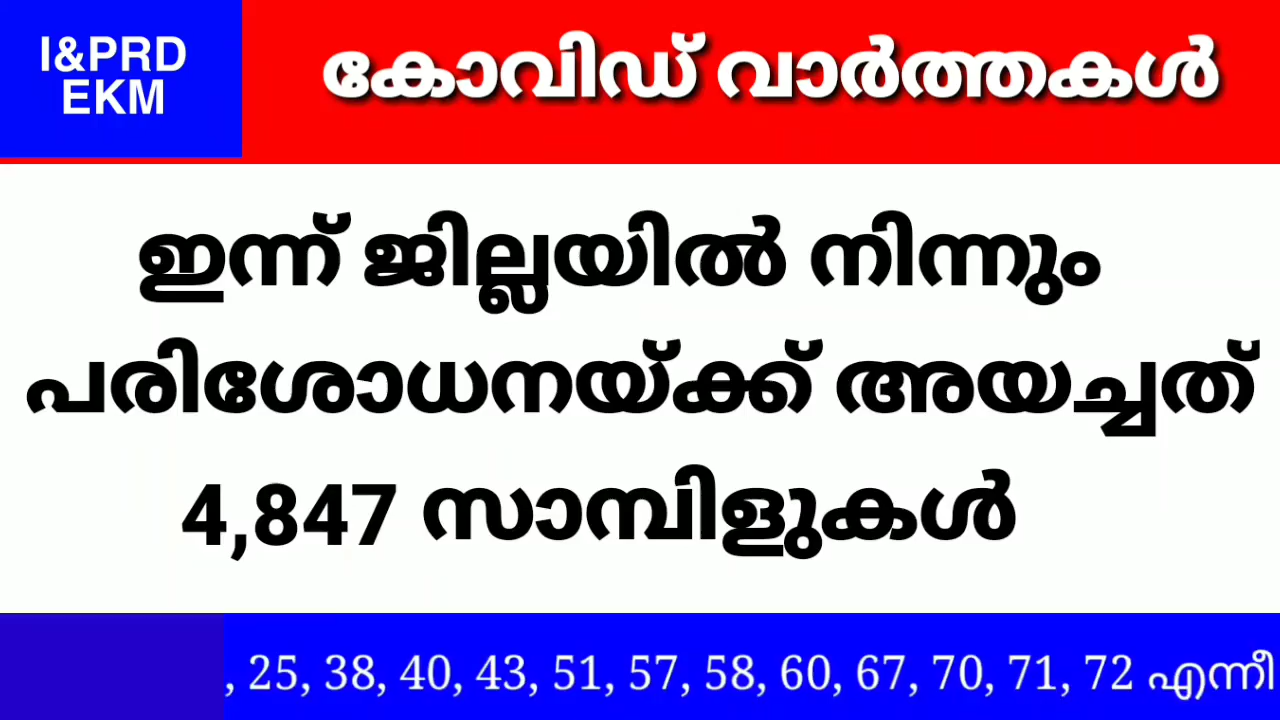 I&PRD
EKM
കോവിഡ് വാർത്തകൾ
ഇന്ന് ജില്ലയിൽ നിന്നും
പരിശോധനയ്ക്ക് അയച്ചത്
4,847 സാമ്പിളുകൾ
, 25, 38, 40, 43, 51, 57, 58, 60, 67, 70, 71, 72 എന്നീ